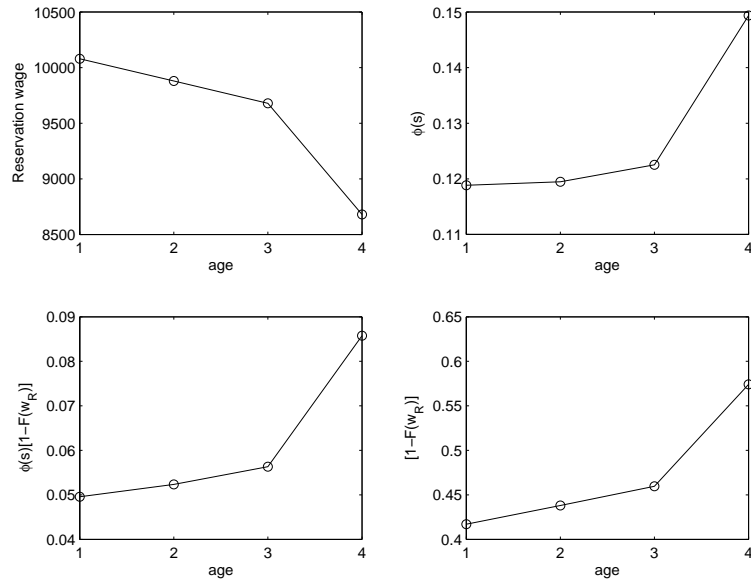 10500
10000
9500
9000
8500
Reservation wage
1 2 3 4
age
0.15
0.14
0.13
0.12
0.11
ϕ(s)
1 2 3 4
age
0.09
0.08
0.07
0.06
0.05
0.04
ϕ(s)[1−F(w_R)]
1 2 3 4
age
0.65
0.6
0.55
0.5
0.45
0.4
[1−F(w_R)]
1 2 3 4
age